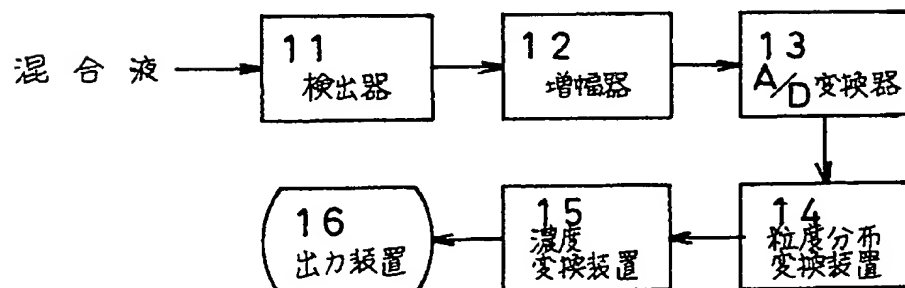 混合液
11
検出器
12
増幅器
13
A/D変換器
14
粒度分布
変換装置
15
濃度
変換装置
16
出力装置